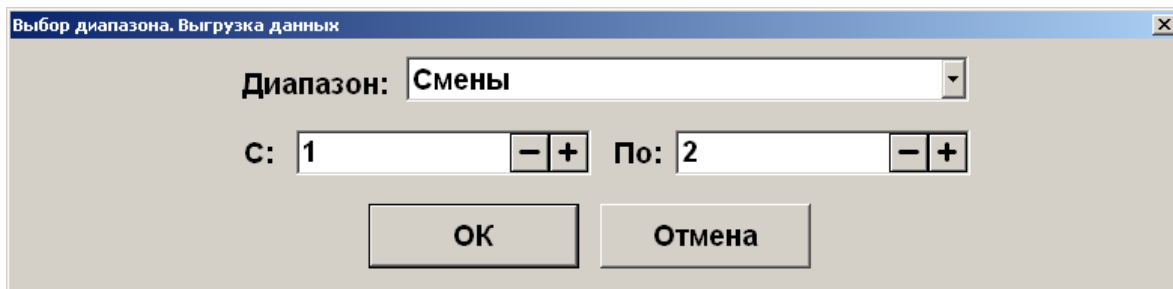 Выбор диапазона. Выгрузка данных
Диапазон: Смены
С: 1 По: 2
ОК Отмена